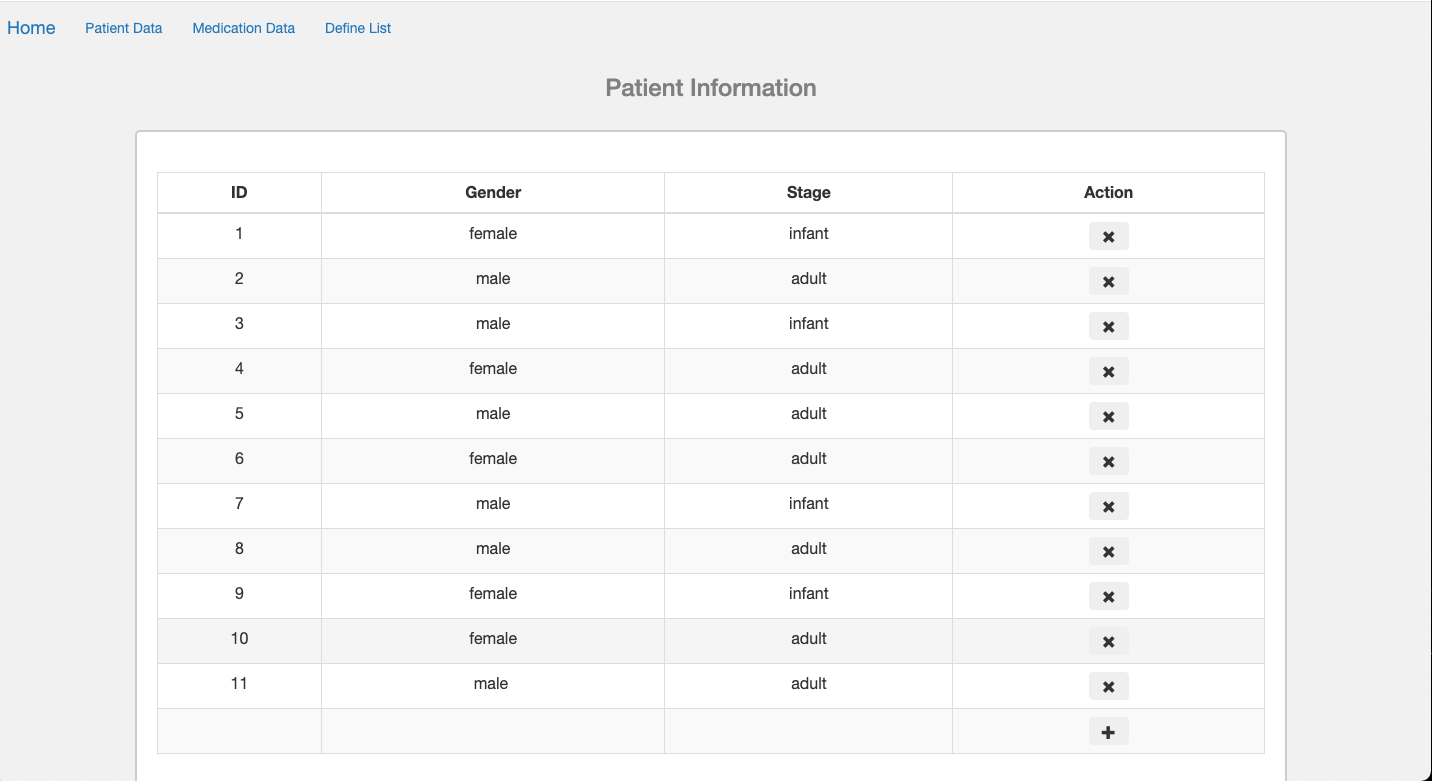 Home Patient Data Medication Data Define List
Patient Information
ID Gender Stage Action
1 female infant ✖
2 male adult ✖
3 male infant ✖
4 female adult ✖
5 male adult ✖
6 female adult ✖
7 male infant ✖
8 male adult ✖
9 female infant ✖
10 female adult ✖
11 male adult ✖
+